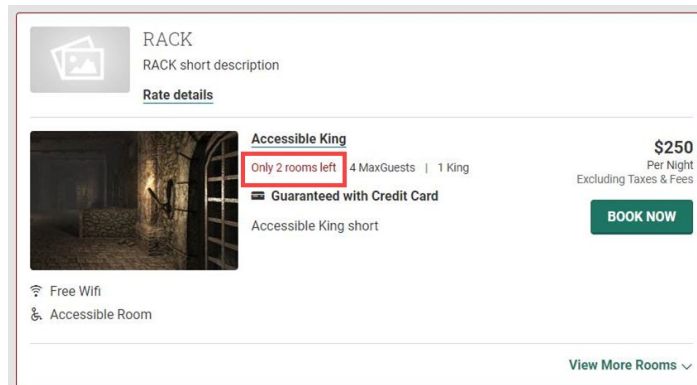 RACK
RACK short description
Rate details
Accessible King
Only 2 rooms left 4 MaxGuests | 1 King
Guaranteed with Credit Card
Accessible King short
$250
Per Night
Excluding Taxes & Fees
BOOK NOW
Free Wifi
Accessible Room
View More Rooms